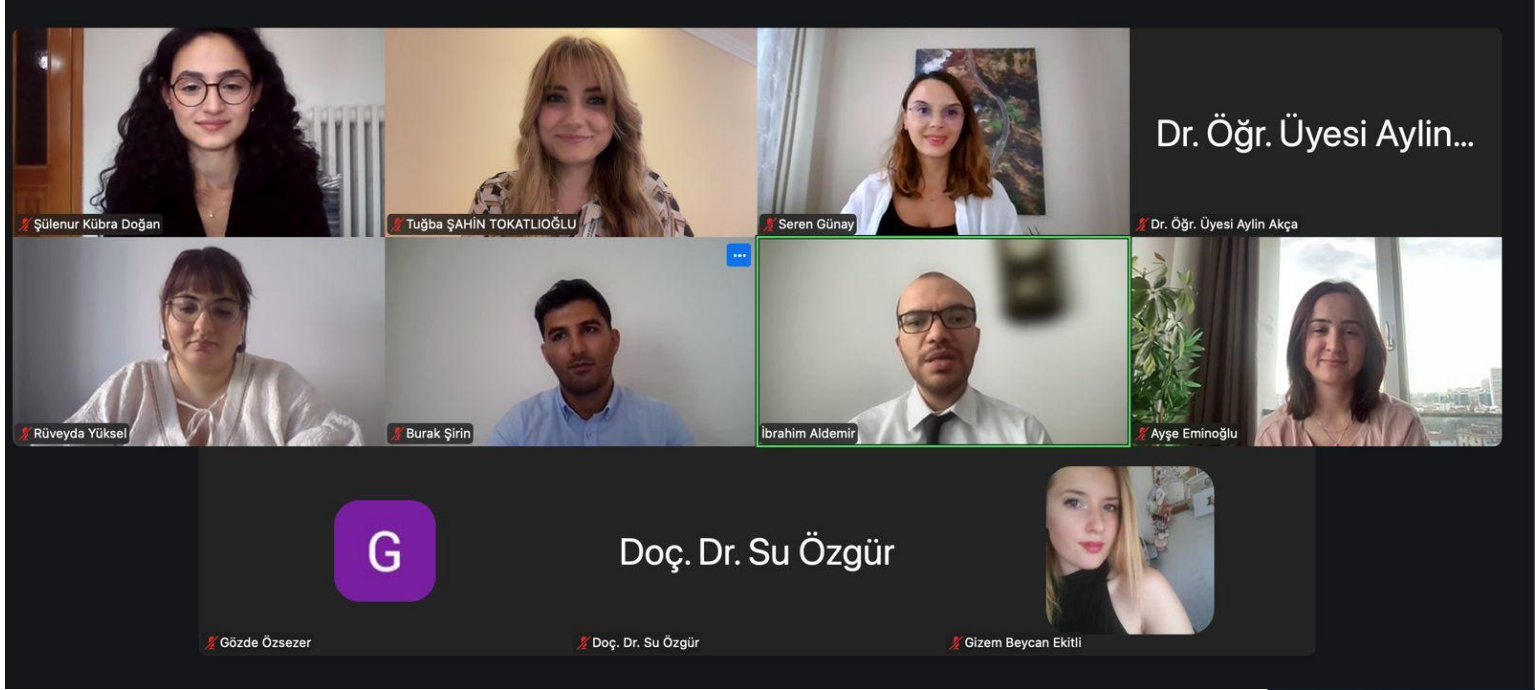 Dr. Öğr. Üyesi Aylin...
Şülenur Kübra Doğan
Tuğba ŞAHİN TOKATLIOĞLU
Seren Günay
Dr. Öğr. Üyesi Aylin Akça
Rüveyda Yüksel
Burak Şirin
İbrahim Aldemir
Ayşe Eminoğlu
G
Doç. Dr. Su Özgür
Gözde Özsezer
Doç. Dr. Su Özgür
Gizem Beycan Ekitli